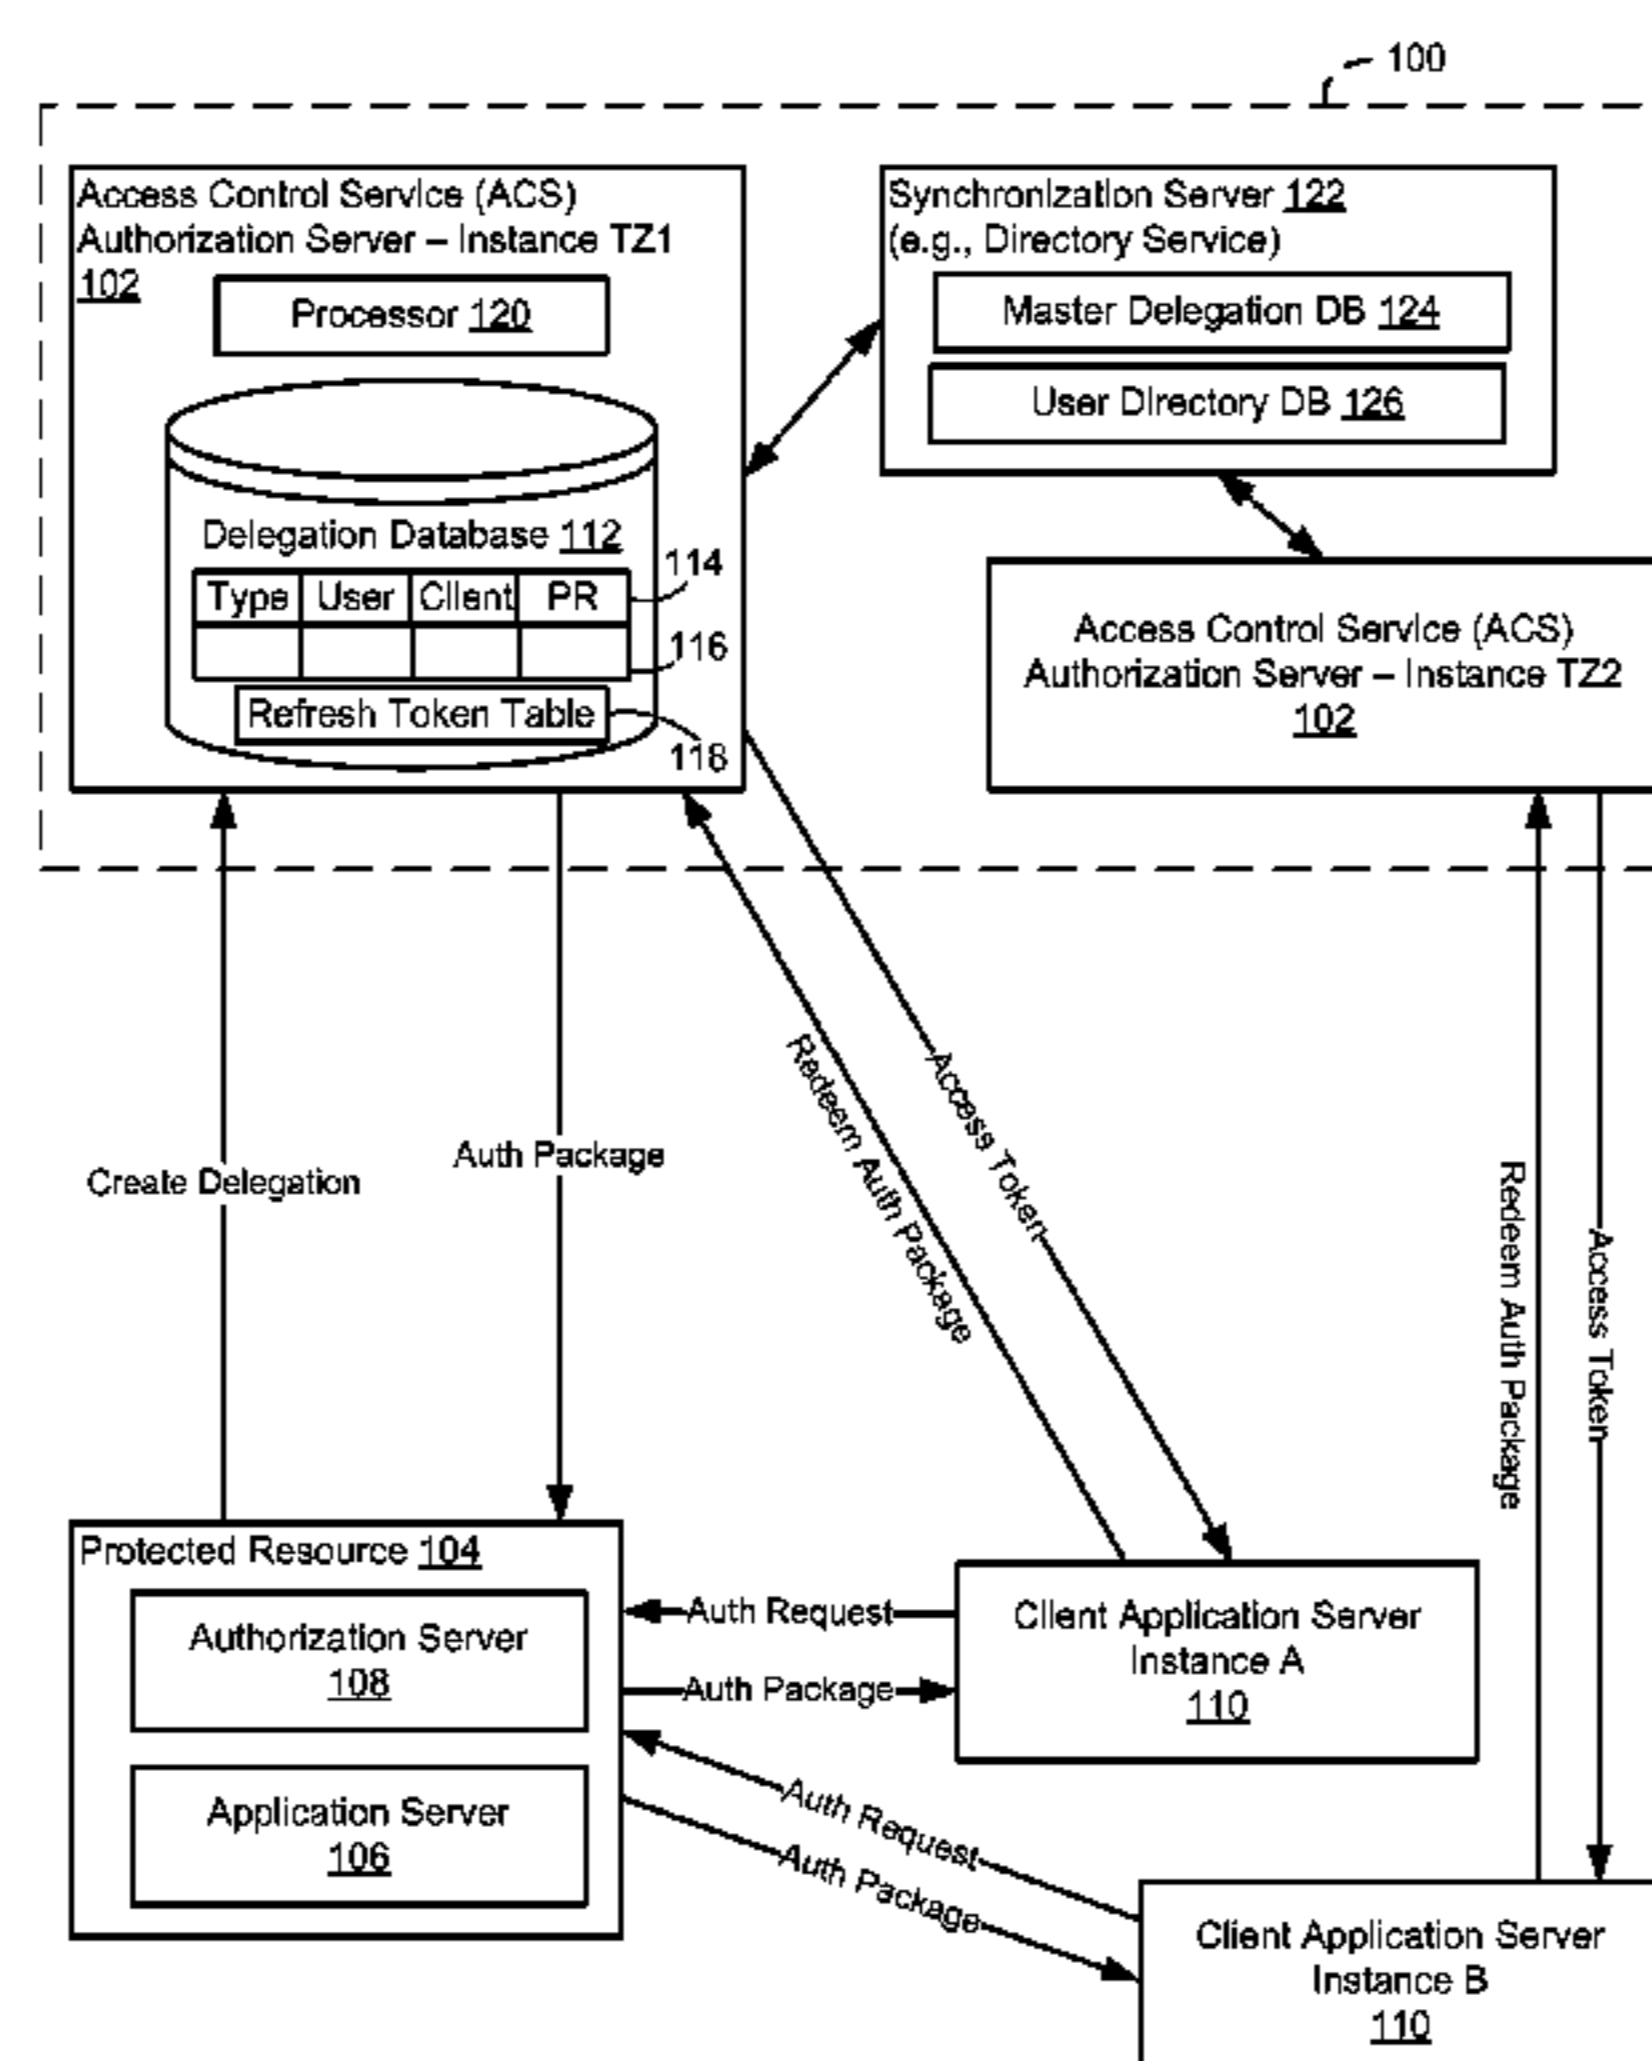 100
Access Control Service (ACS)
Authorization Server – Instance TZ1
102
Processor 120
Delegation Database 112
114
Type User Client PR
116
Refresh Token Table
118
Synchronization Server 122
(e.g., Directory Service)
Master Delegation DB 124
User Directory DB 126
Access Control Service (ACS)
Authorization Server – Instance TZ2
102
Create Delegation
Auth Package
Redeem Auth Package
Access Token
Redeem Auth Package
Access Token
Protected Resource 104
Authorization Server
108
Application Server
106
Auth Request
Auth Package
Client Application Server
Instance A
110
Auth Request
Auth Package
Client Application Server
Instance B
110